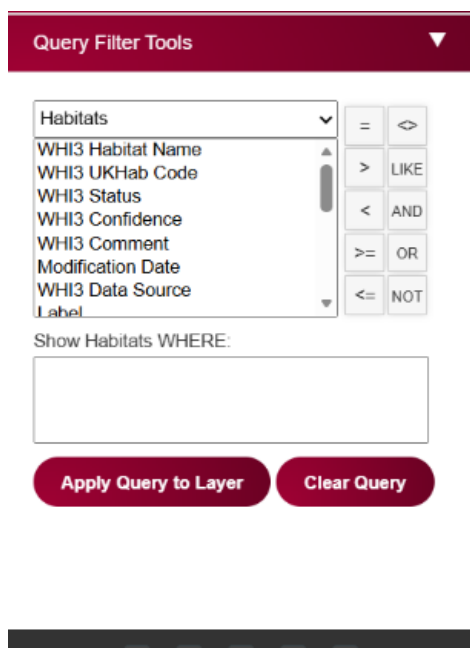 Query Filter Tools
Habitats
= <>
WHI3 Habitat Name
WHI3 UKHab Code
> LIKE
WHI3 Status
WHI3 Confidence
< AND
WHI3 Comment
Modification Date
>= OR
WHI3 Data Source
<= NOT
Label
Show Habitats WHERE:
Apply Query to Layer Clear Query